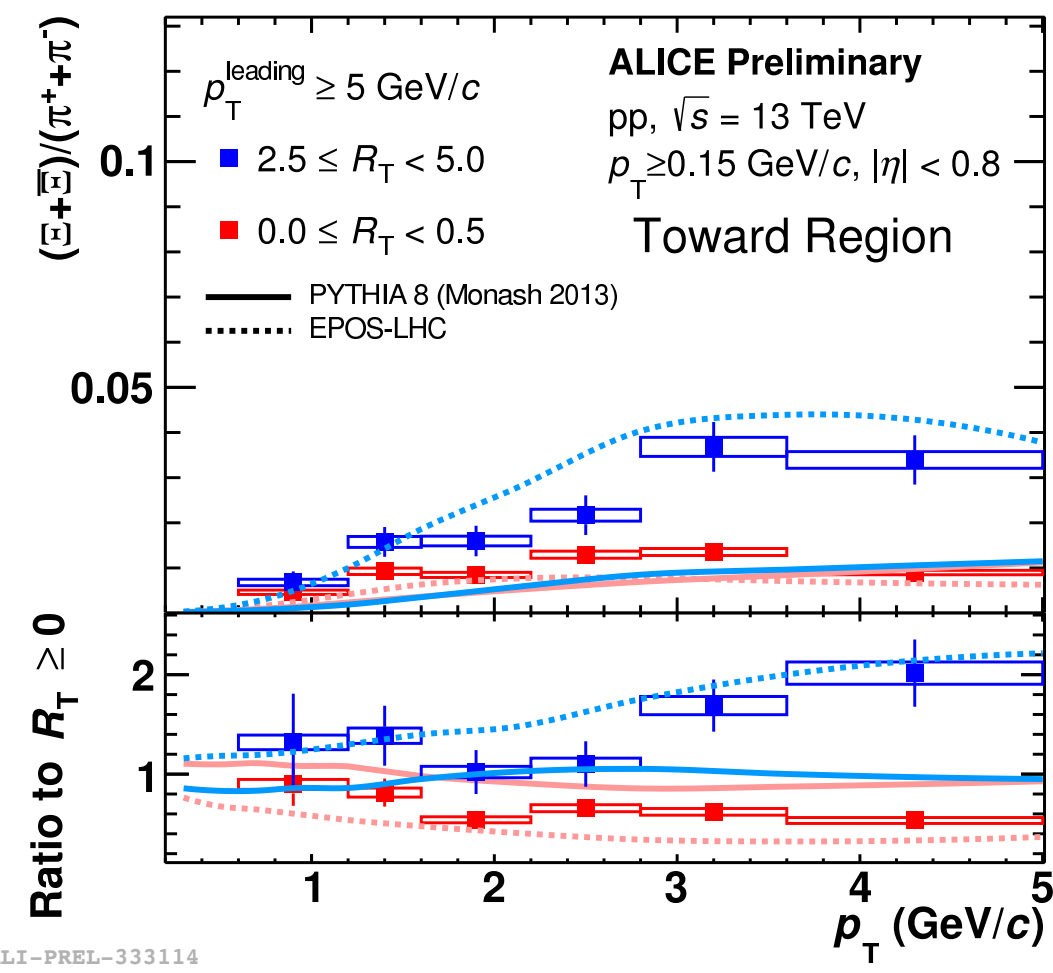 (Ξ+Ξ̅)/(π⁺+π⁻)
0.1
0.05
p_T^leading ≥ 5 GeV/c
2.5 ≤ R_T < 5.0
0.0 ≤ R_T < 0.5
PYTHIA 8 (Monash 2013)
EPOS-LHC
ALICE Preliminary
pp, √s = 13 TeV
p_T≥0.15 GeV/c, |η| < 0.8
Toward Region
Ratio to R_T ≥ 0
2
1
1 2 3 4 5
p_T (GeV/c)
LI-PREL-333114